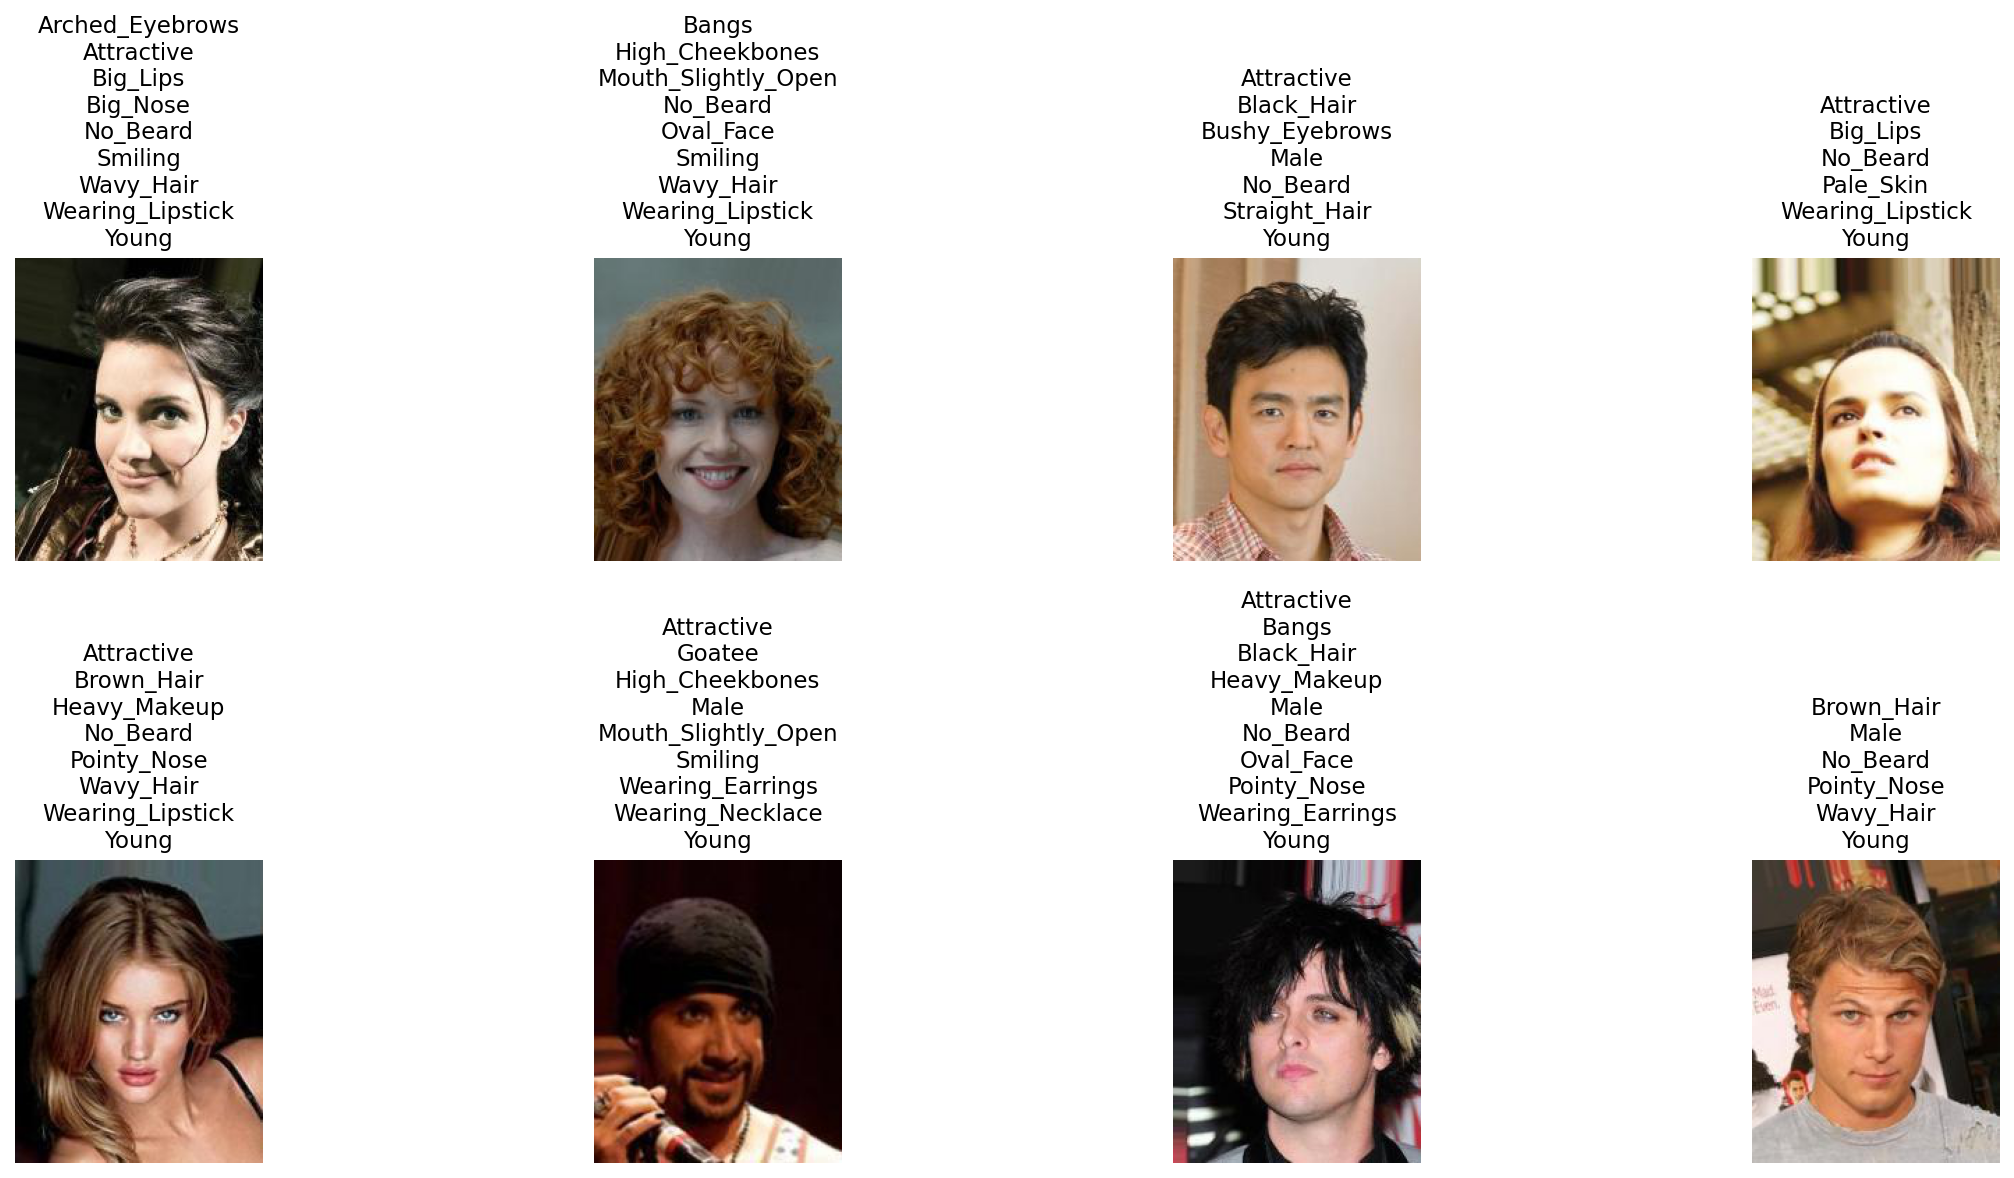 Arched_Eyebrows
Attractive
Big_Lips
Big_Nose
No_Beard
Smiling
Wavy_Hair
Wearing_Lipstick
Young
Bangs
High_Cheekbones
Mouth_Slightly_Open
No_Beard
Oval_Face
Smiling
Wavy_Hair
Wearing_Lipstick
Young
Attractive
Black_Hair
Bushy_Eyebrows
Male
No_Beard
Straight_Hair
Young
Attractive
Big_Lips
No_Beard
Pale_Skin
Wearing_Lipstick
Young
Attractive
Brown_Hair
Heavy_Makeup
No_Beard
Pointy_Nose
Wavy_Hair
Wearing_Lipstick
Young
Attractive
Goatee
High_Cheekbones
Male
Mouth_Slightly_Open
Smiling
Wearing_Earrings
Wearing_Necklace
Young
Attractive
Bangs
Black_Hair
Heavy_Makeup
Male
No_Beard
Oval_Face
Pointy_Nose
Wearing_Earrings
Young
Brown_Hair
Male
No_Beard
Pointy_Nose
Wavy_Hair
Young
Mad
Even.